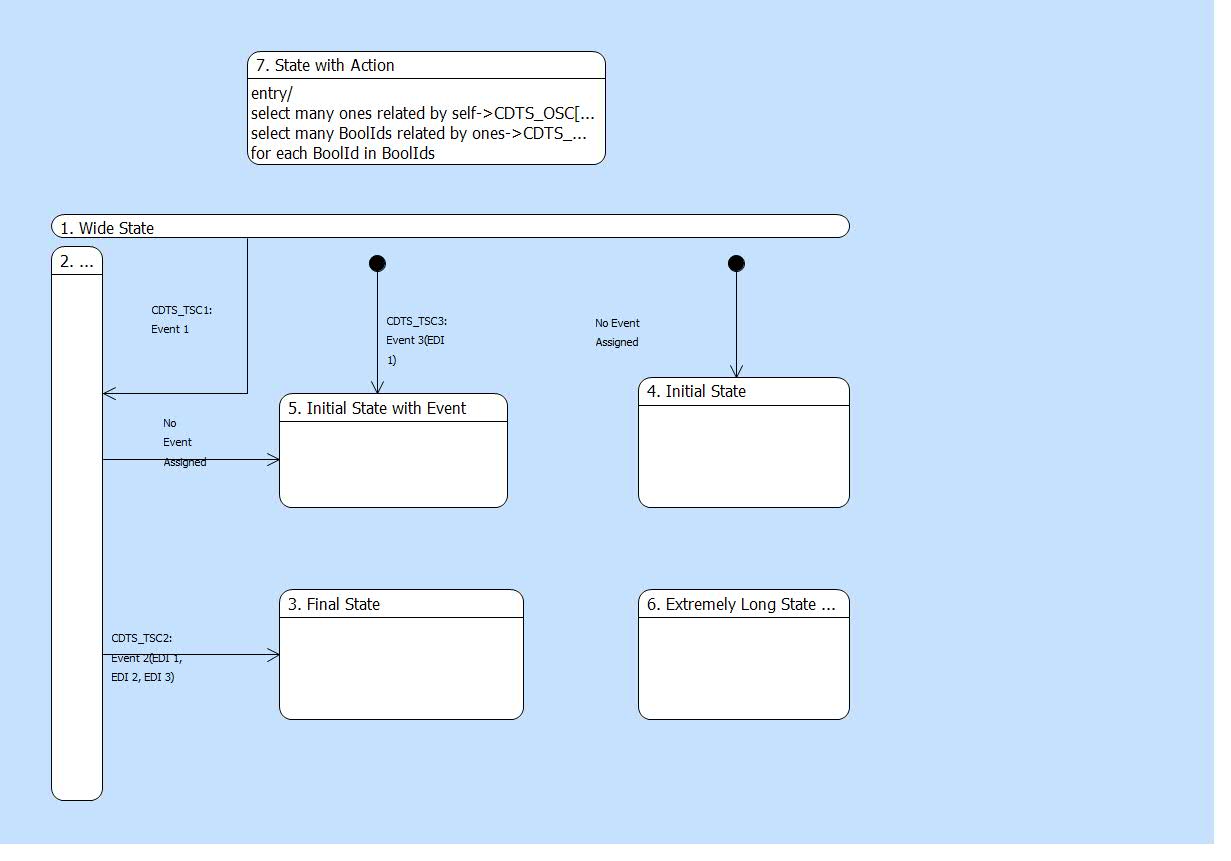 7. State with Action
entry/
select many ones related by self->CDTS_OSC[...
select many BoolIds related by ones->CDTS_...
for each BoolId in BoolIds
1. Wide State
2. ...
CDTS_TSC1:
Event 1
CDTS_TSC3:
Event 3(EDI
1)
No Event
Assigned
5. Initial State with Event
4. Initial State
No
Event
Assigned
3. Final State
6. Extremely Long State ...
CDTS_TSC2:
Event 2(EDI 1,
EDI 2, EDI 3)